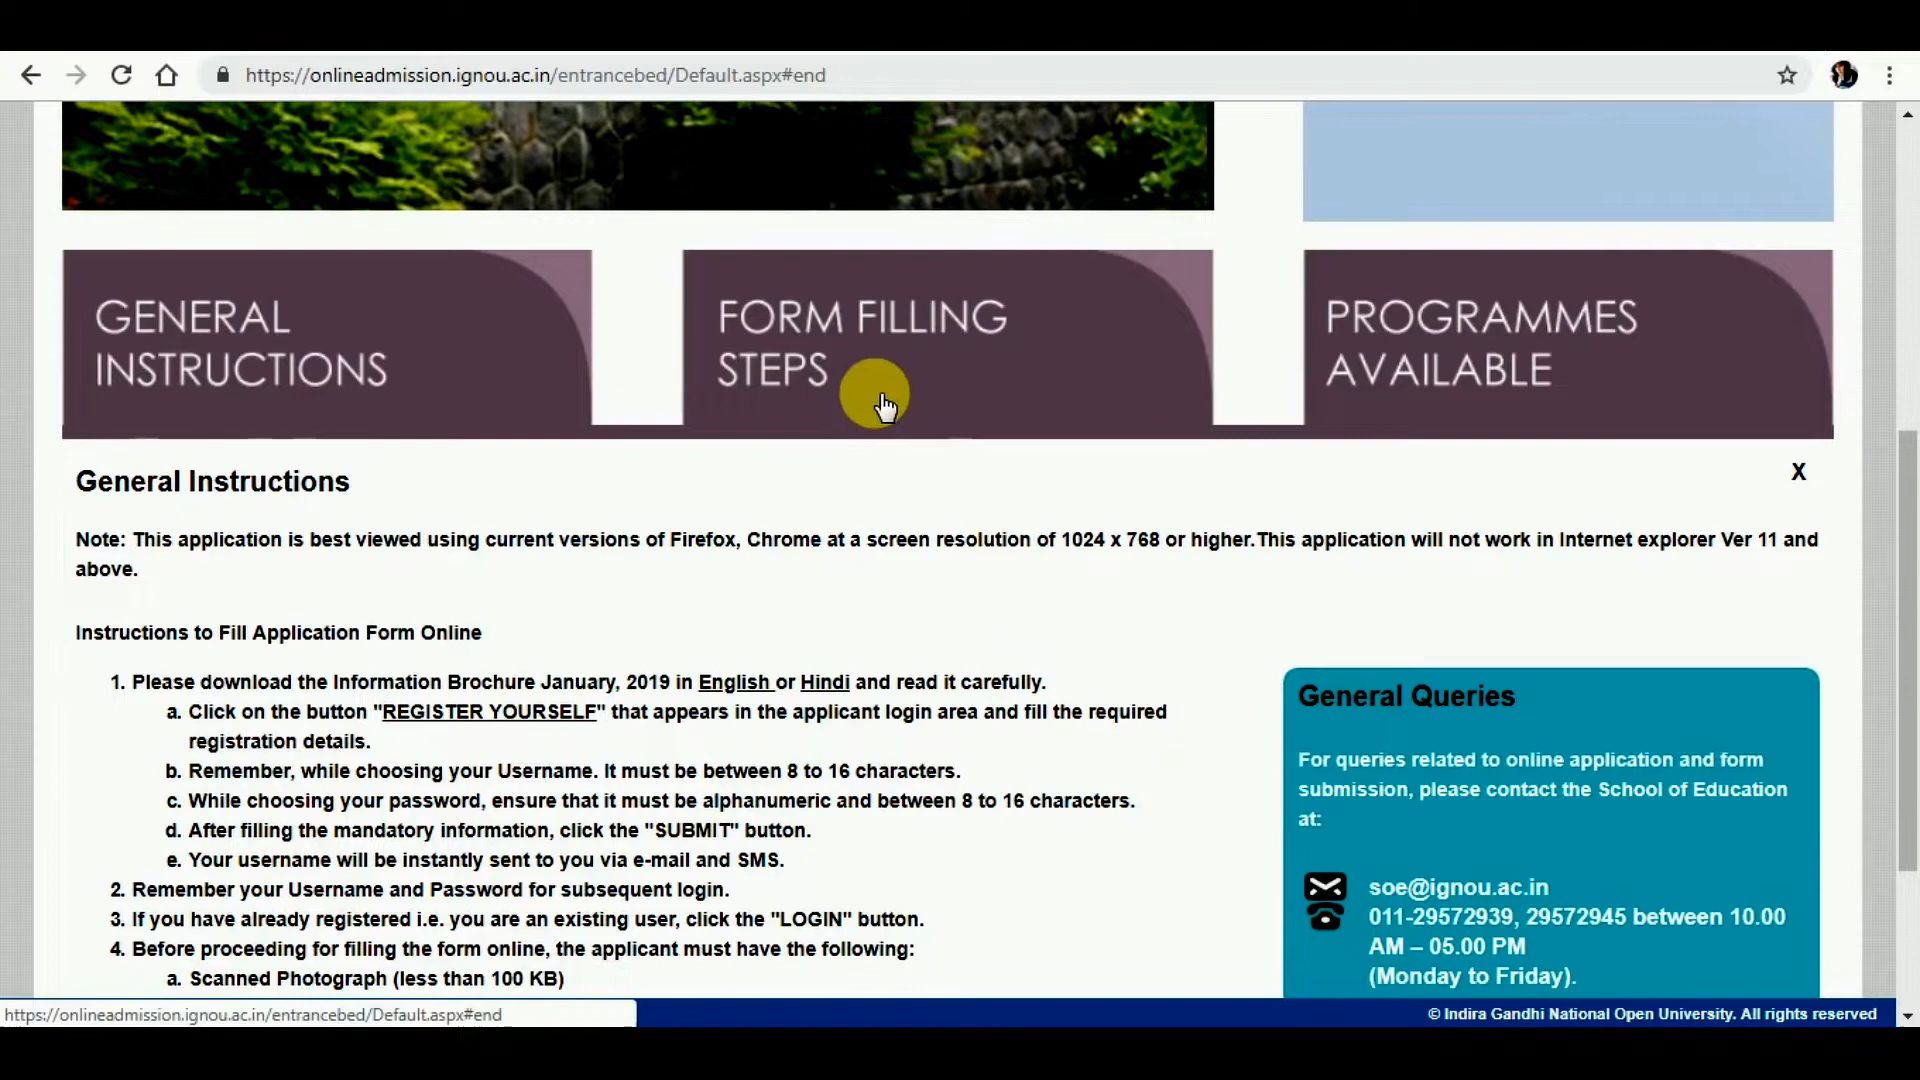 https://onlineadmission.ignou.ac.in/entrancebed/Default.aspx#end
GENERAL
INSTRUCTIONS
FORM FILLING
STEPS
PROGRAMMES
AVAILABLE
General Instructions
X
Note: This application is best viewed using current versions of Firefox, Chrome at a screen resolution of 1024 x 768 or higher.This application will not work in Internet explorer Ver 11 and
above.
Instructions to Fill Application Form Online
1. Please download the Information Brochure January, 2019 in English or Hindi and read it carefully.
a. Click on the button "REGISTER YOURSELF" that appears in the applicant login area and fill the required
registration details.
b. Remember, while choosing your Username. It must be between 8 to 16 characters.
c. While choosing your password, ensure that it must be alphanumeric and between 8 to 16 characters.
d. After filling the mandatory information, click the "SUBMIT" button.
e. Your username will be instantly sent to you via e-mail and SMS.
2. Remember your Username and Password for subsequent login.
3. If you have already registered i.e. you are an existing user, click the "LOGIN" button.
4. Before proceeding for filling the form online, the applicant must have the following:
a. Scanned Photograph (less than 100 KB)
General Queries
For queries related to online application and form
submission, please contact the School of Education
at:
soe@ignou.ac.in
011-29572939, 29572945 between 10.00
AM – 05.00 PM
(Monday to Friday).
https://onlineadmission.ignou.ac.in/entrancebed/Default.aspx#end
© Indira Gandhi National Open University. All rights reserved